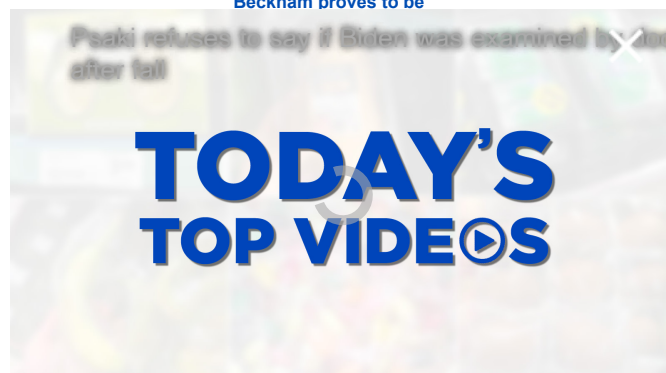 Beckham proves to be
Psaki refuses to say if Biden was examined by
after fall
TODAY'S
TOP VIDEOS